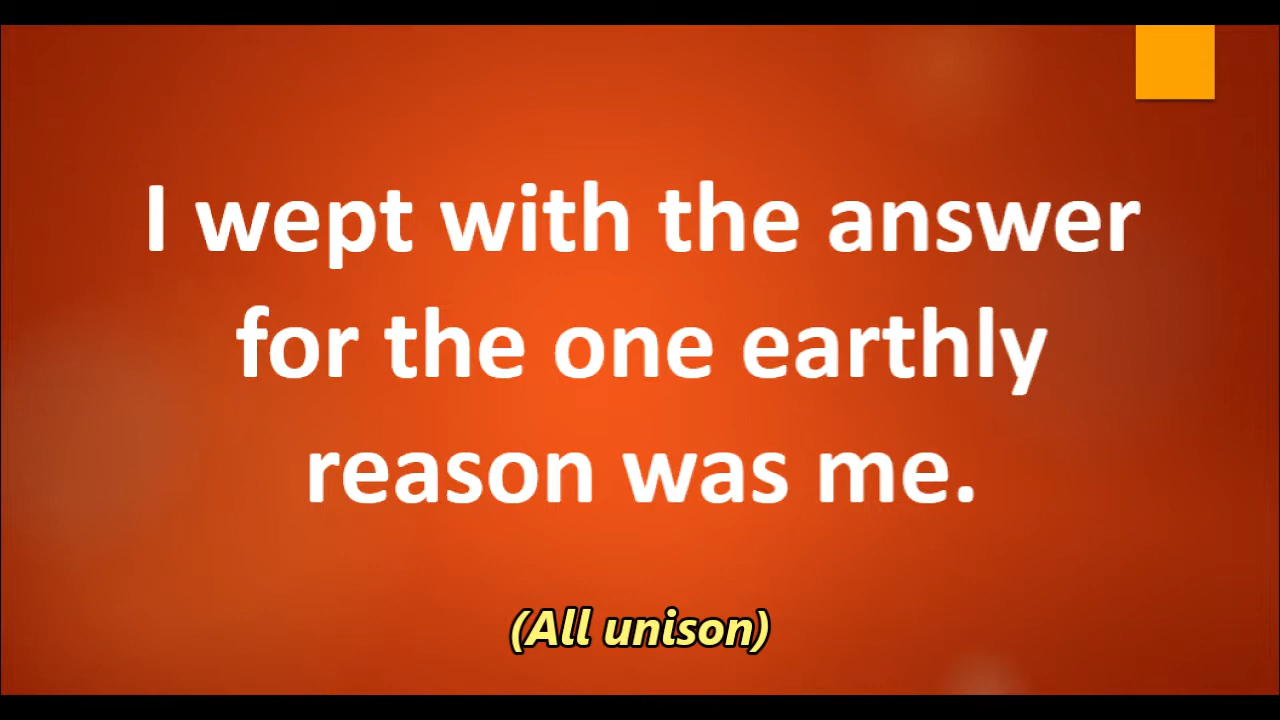 I wept with the answer
for the one earthly
reason was me.
(All unison)